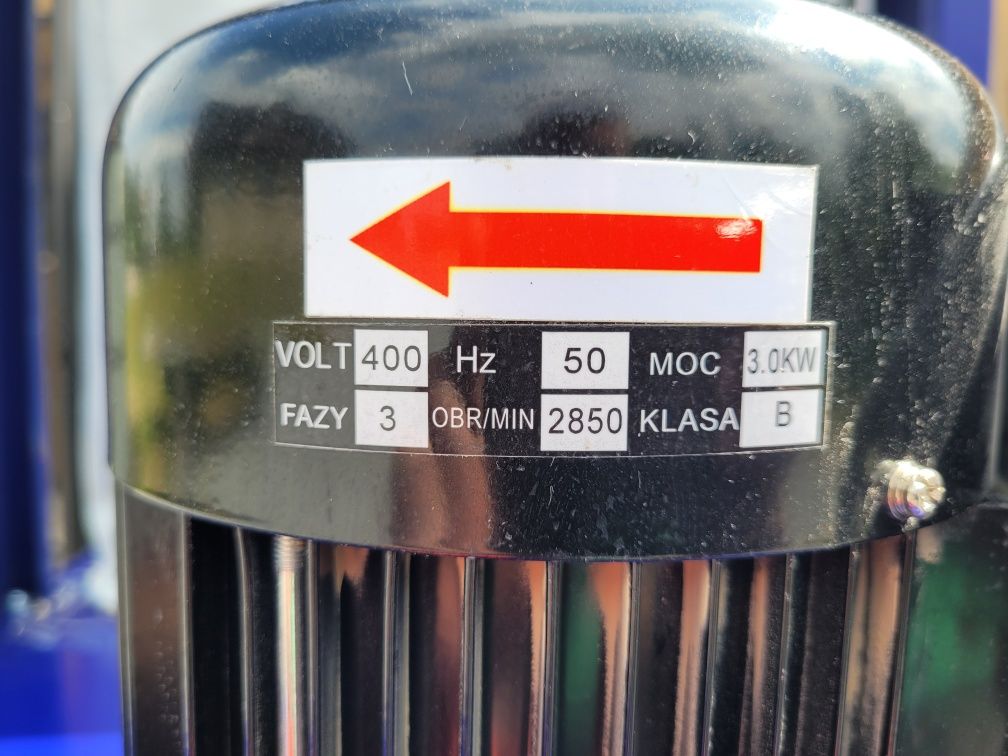 VOLT 400 Hz 50 MOC 3.0KW
FAZY 3 OBR/MIN 2850 KLASA B